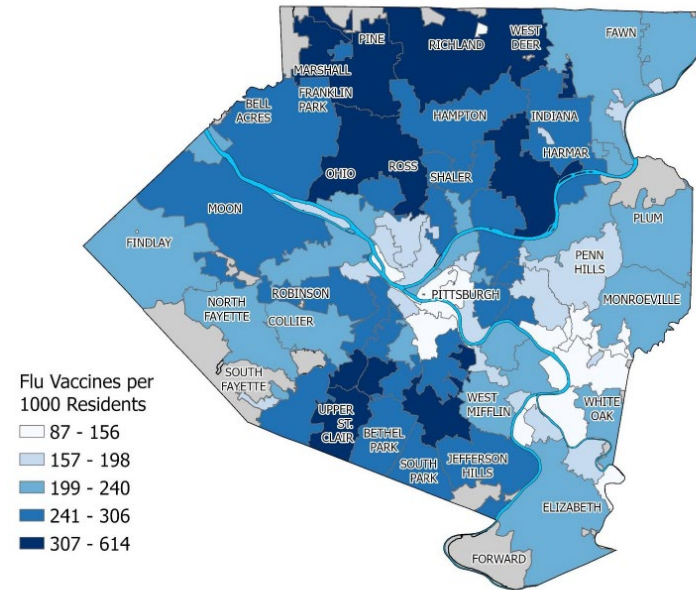 PINE
RICHLAND
WEST
DEER
FAWN
MARSHALL
FRANKLIN
PARK
BELL
ACRES
HAMPTON
INDIANA
HARMAR
OHIO
ROSS
SHALER
MOON
PLUM
FINDLAY
PENN
HILLS
PITTSBURGH
ROBINSON
MONROEVILLE
NORTH
FAYETTE
COLLIER
SOUTH
FAYETTE
WEST
MIFFLIN
WHITE
OAK
UPPER
ST.
CLAIR
BETHEL
PARK
SOUTH
PARK
JEFFERSON
HILLS
ELIZABETH
FORWARD
Flu Vaccines per
1000 Residents
87 - 156
157 - 198
199 - 240
241 - 306
307 - 614